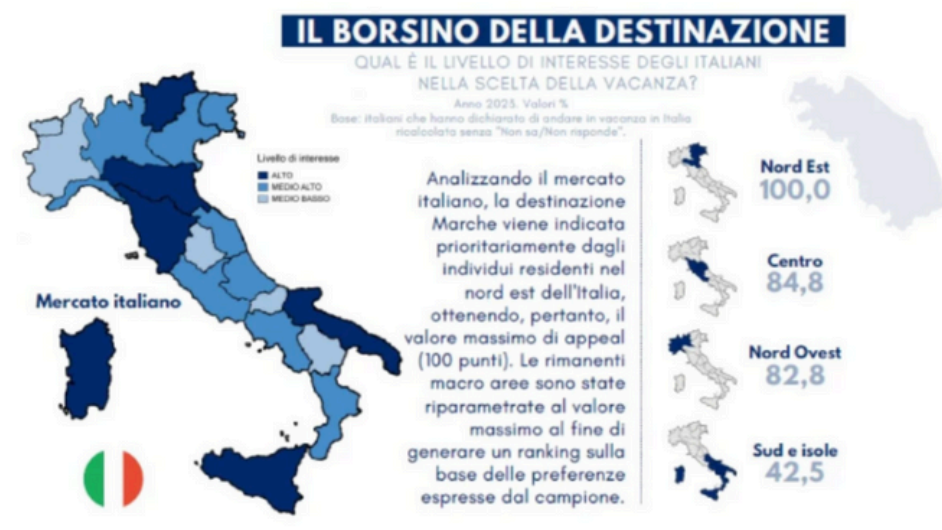 IL BORSINO DELLA DESTINAZIONE
QUAL È IL LIVELLO DI INTERESSE DEGLI ITALIANI
NELLA SCELTA DELLA VACANZA?
Anno 2023. Valori %
Base: italiani che hanno dichiarato di andare in vacanza in Italia
ricalcolata senza "Non sa/Non risponde".
Livello di interesse
ALTO
MEDIO ALTO
MEDIO BASSO
Mercato italiano
Analizzando il mercato
italiano, la destinazione
Marche viene indicata
prioritariamente dagli
individui residenti nel
nord est dell'Italia,
ottenendo, pertanto, il
valore massimo di appeal
(100 punti). Le rimanenti
macro aree sono state
riparametrate al valore
massimo al fine di
generare un ranking sulla
base delle preferenze
espresse dal campione.
Nord Est
100,0
Centro
84,8
Nord Ovest
82,8
Sud e isole
42,5